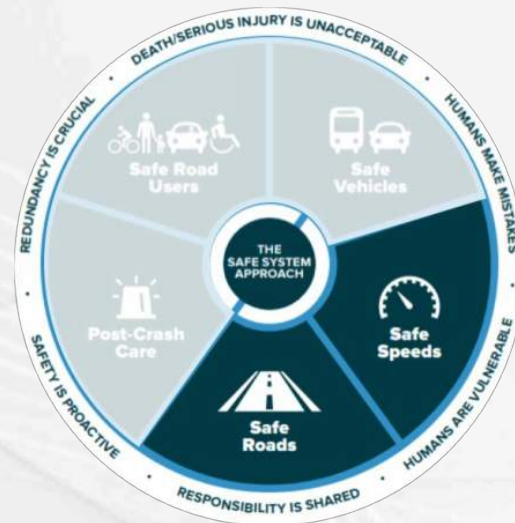 DEATH/SERIOUS INJURY IS UNACCEPTABLE
HUMANS MAKE MISTAKES
HUMANS ARE VULNERABLE
RESPONSIBILITY IS SHARED
SAFETY IS PROACTIVE
REDUNDANCY IS CRUCIAL
Safe Road
Users
Safe
Vehicles
THE
SAFE SYSTEM
APPROACH
Safe
Speeds
Safe
Roads
Post-Crash
Care